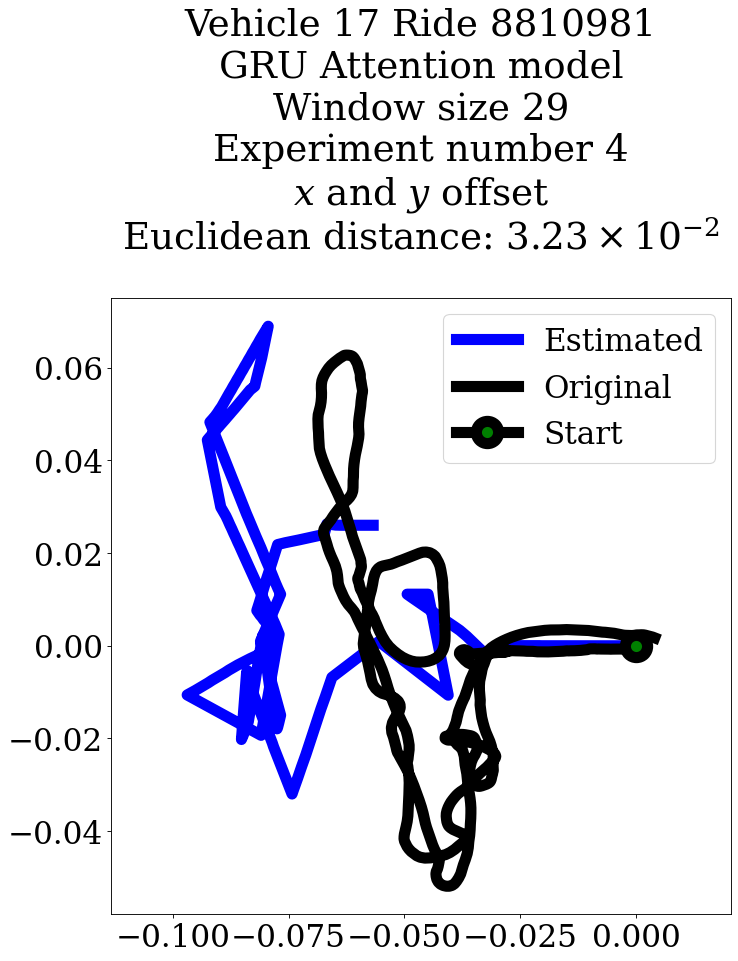 Vehicle 17 Ride 8810981
GRU Attention model
Window size 29
Experiment number 4
x and y offset
Euclidean distance: 3.23 × 10⁻²
Estimated
Original
Start
0.06
0.04
0.02
0.00
−0.02
−0.04
−0.100 −0.075 −0.050 −0.025 0.000